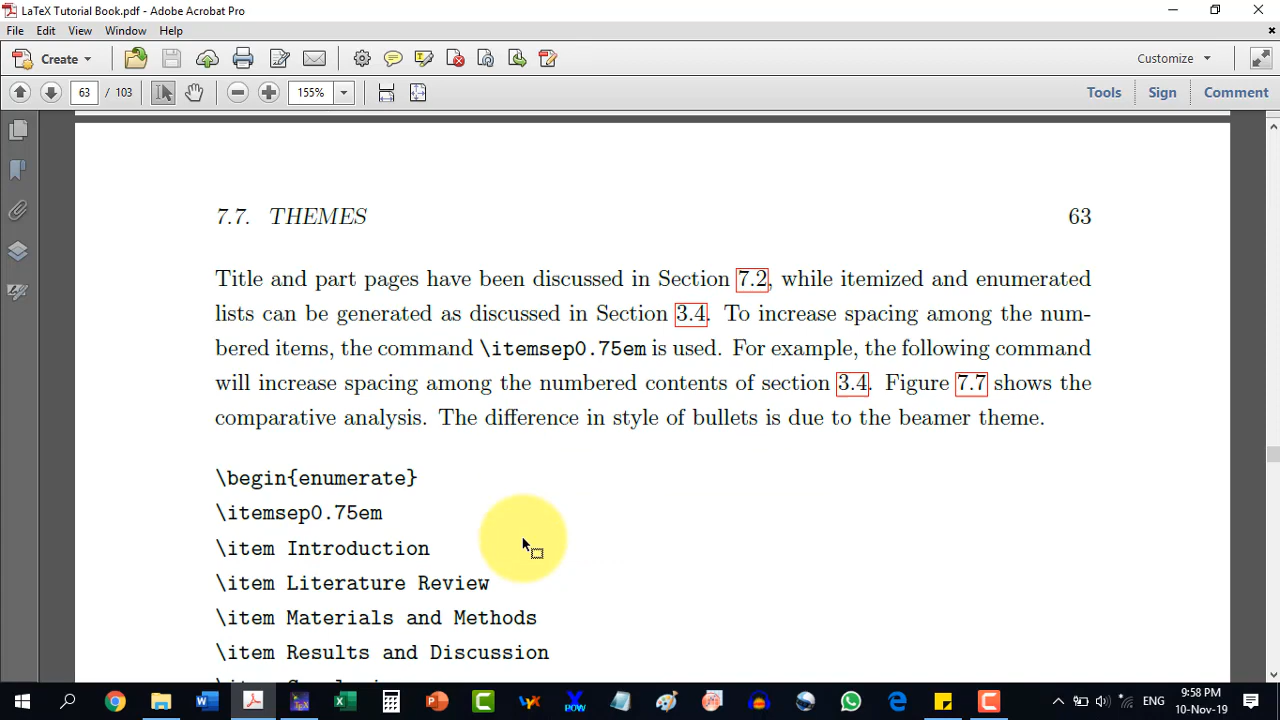 LaTeX Tutorial Book.pdf - Adobe Acrobat Pro
File Edit View Window Help
Create
Customize
63 / 103
155%
Tools Sign Comment
7.7. THEMES 63
Title and part pages have been discussed in Section 7.2, while itemized and enumerated
lists can be generated as discussed in Section 3.4. To increase spacing among the num-
bered items, the command \itemsep0.75em is used. For example, the following command
will increase spacing among the numbered contents of section 3.4. Figure 7.7 shows the
comparative analysis. The difference in style of bullets is due to the beamer theme.
\begin{enumerate}
\itemsep0.75em
\item Introduction
\item Literature Review
\item Materials and Methods
\item Results and Discussion
ENG
9:58 PM
10-Nov-19